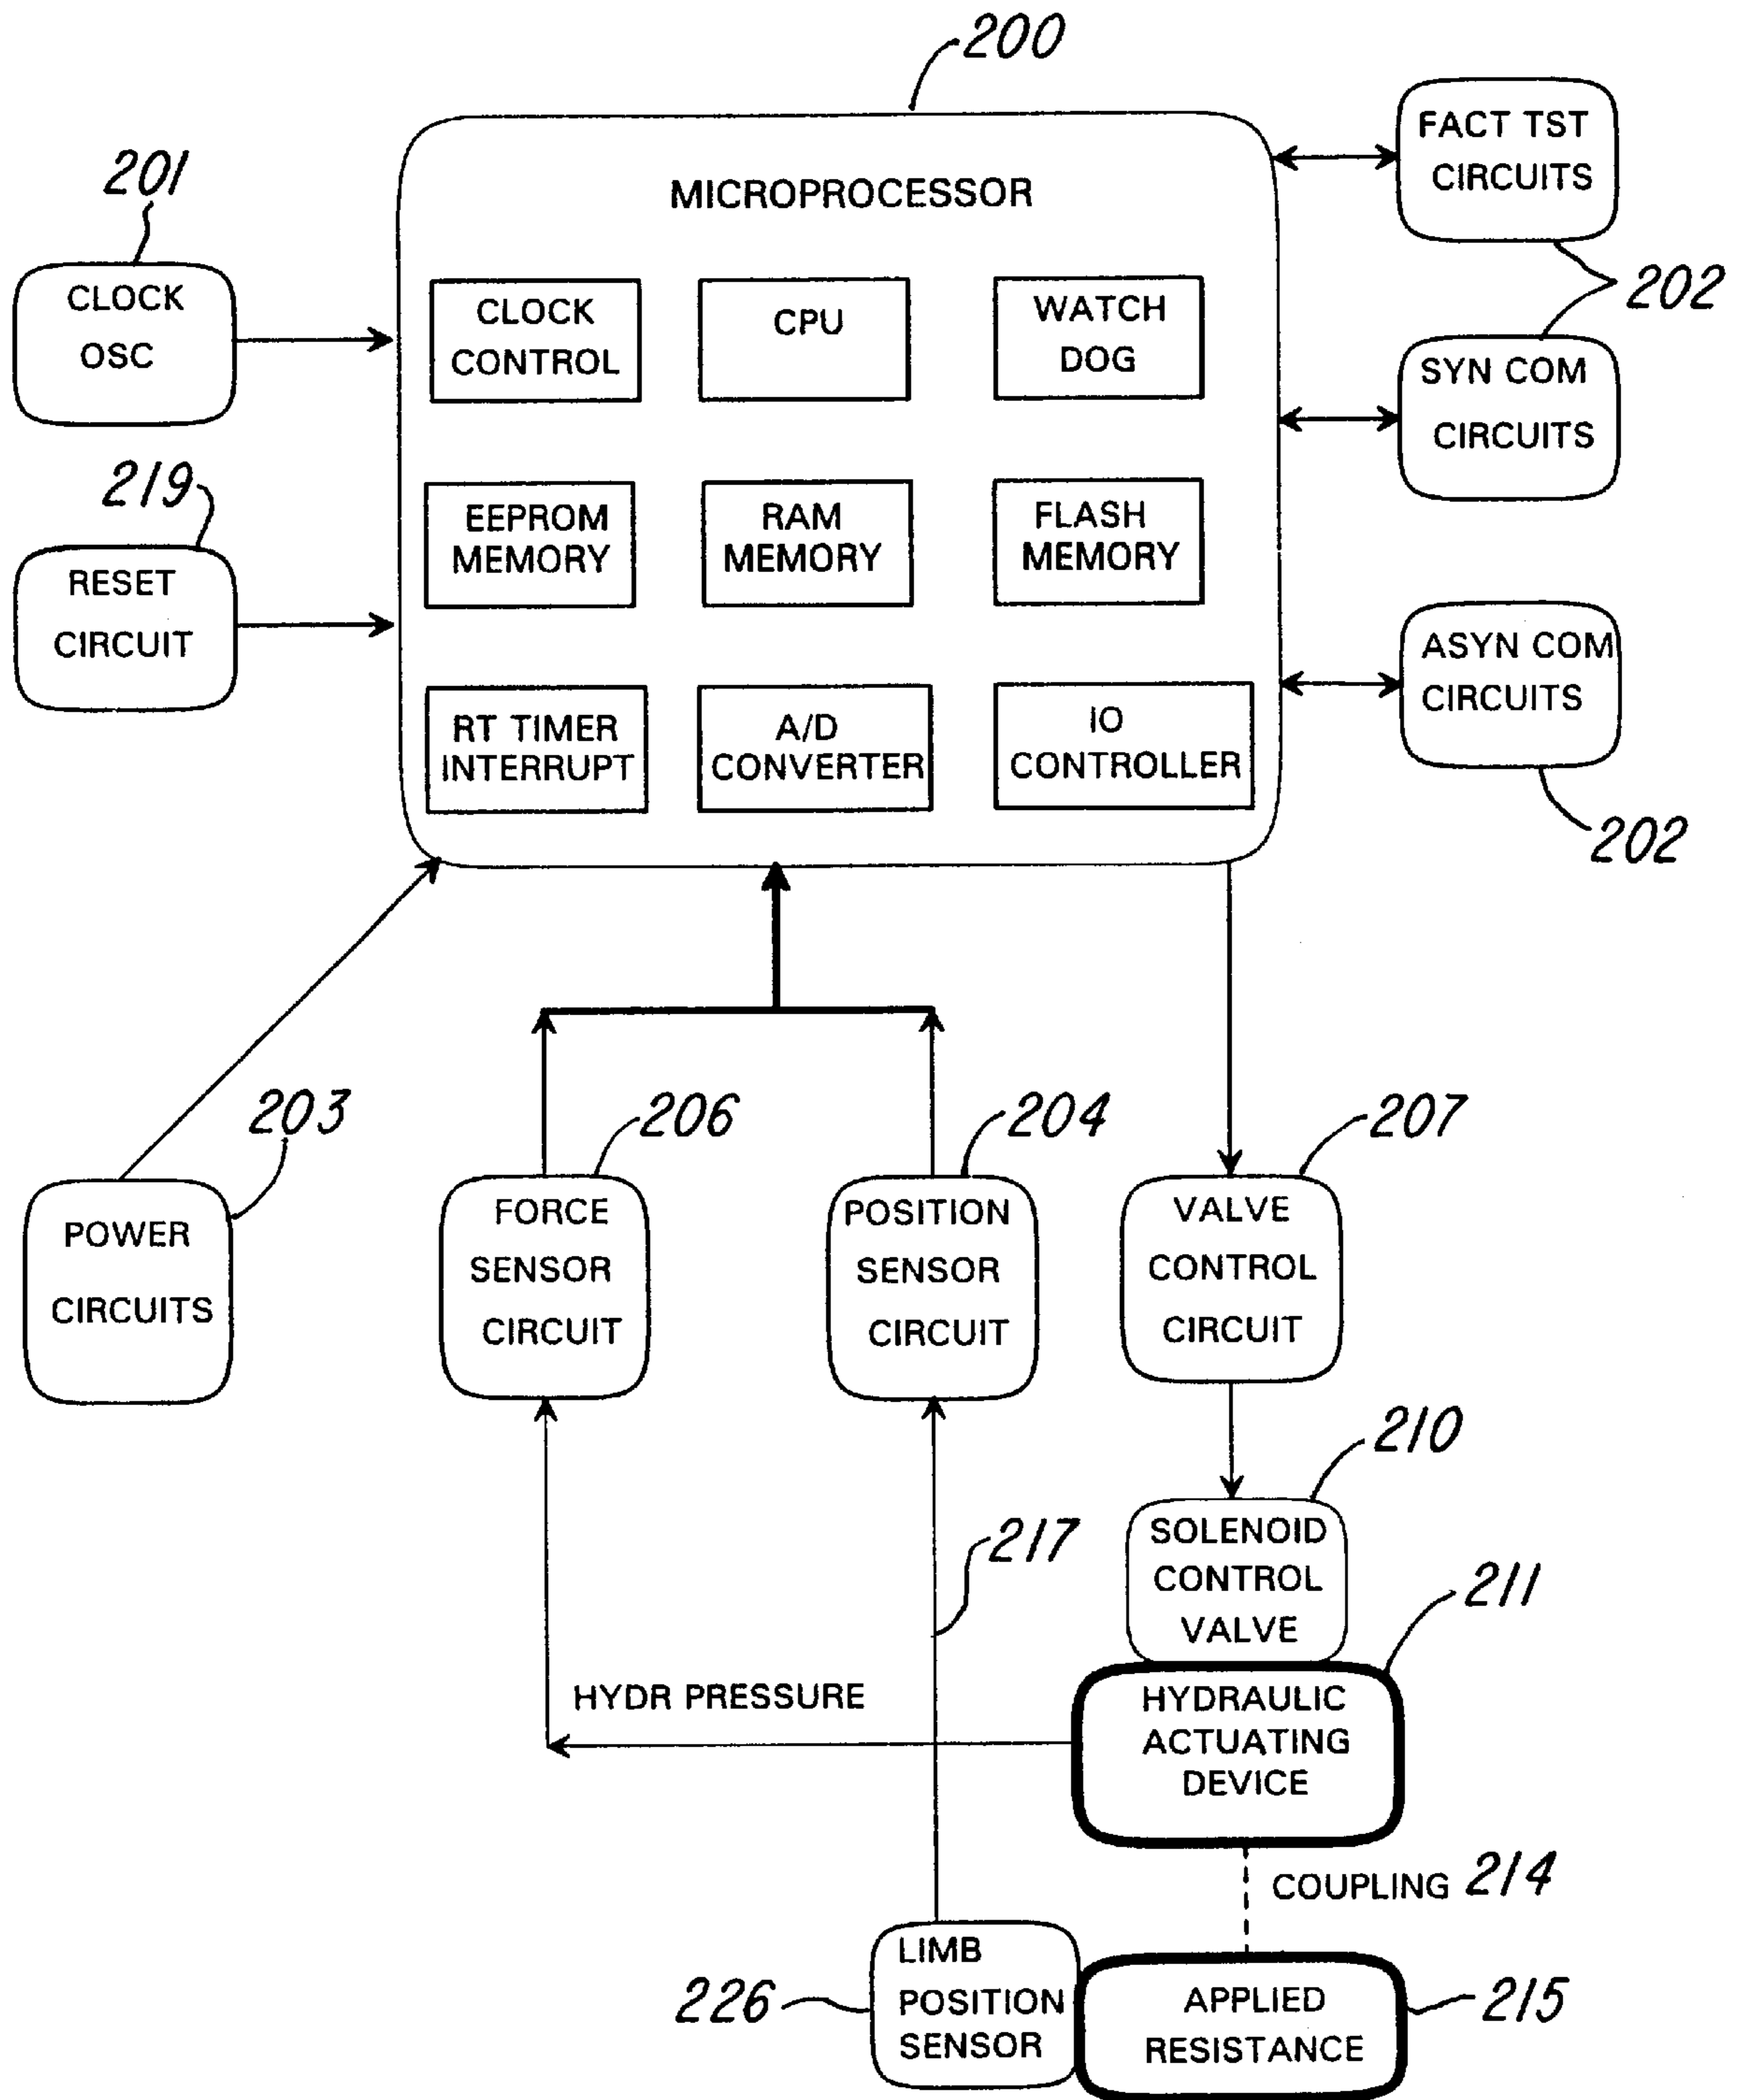 200
FACT TST
CIRCUITS
201
MICROPROCESSOR
202
CLOCK
OSC
CLOCK
CONTROL
CPU
WATCH
DOG
SYN COM
CIRCUITS
219
RESET
CIRCUIT
EEPROM
MEMORY
RAM
MEMORY
FLASH
MEMORY
ASYN COM
CIRCUITS
RT TIMER
INTERRUPT
A/D
CONVERTER
IO
CONTROLLER
202
203
206
204
207
POWER
CIRCUITS
FORCE
SENSOR
CIRCUIT
POSITION
SENSOR
CIRCUIT
VALVE
CONTROL
CIRCUIT
210
217
SOLENOID
CONTROL
VALVE
211
HYDR PRESSURE
HYDRAULIC
ACTUATING
DEVICE
COUPLING 214
226
LIMB
POSITION
SENSOR
APPLIED
RESISTANCE
215